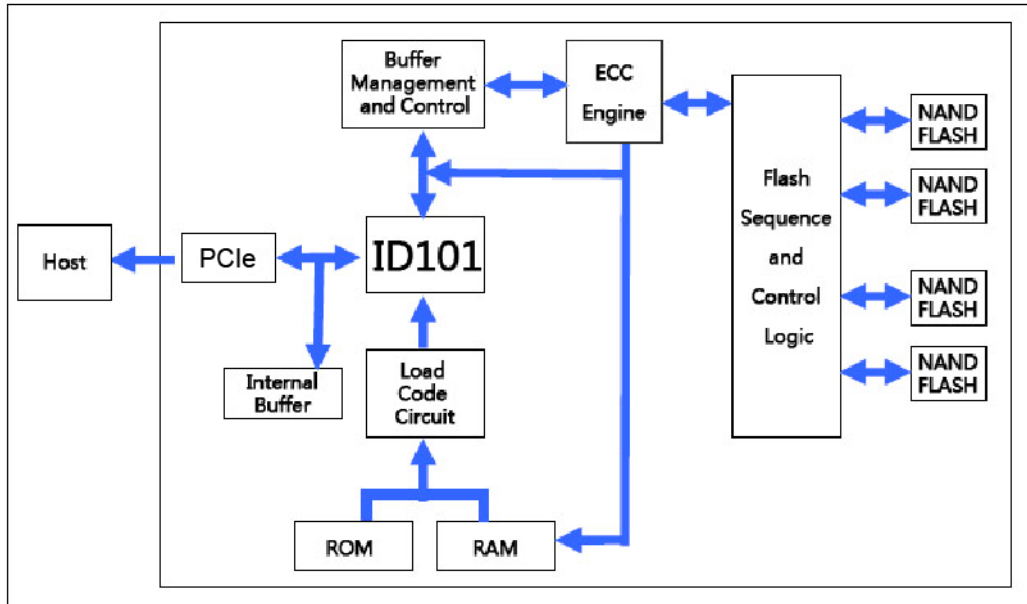 Buffer
Management
and Control
ECC
Engine
NAND
FLASH
NAND
FLASH
Flash
Sequence
and
Control
Logic
Host
PCIe
ID101
NAND
FLASH
NAND
FLASH
Internal
Buffer
Load
Code
Circuit
ROM
RAM